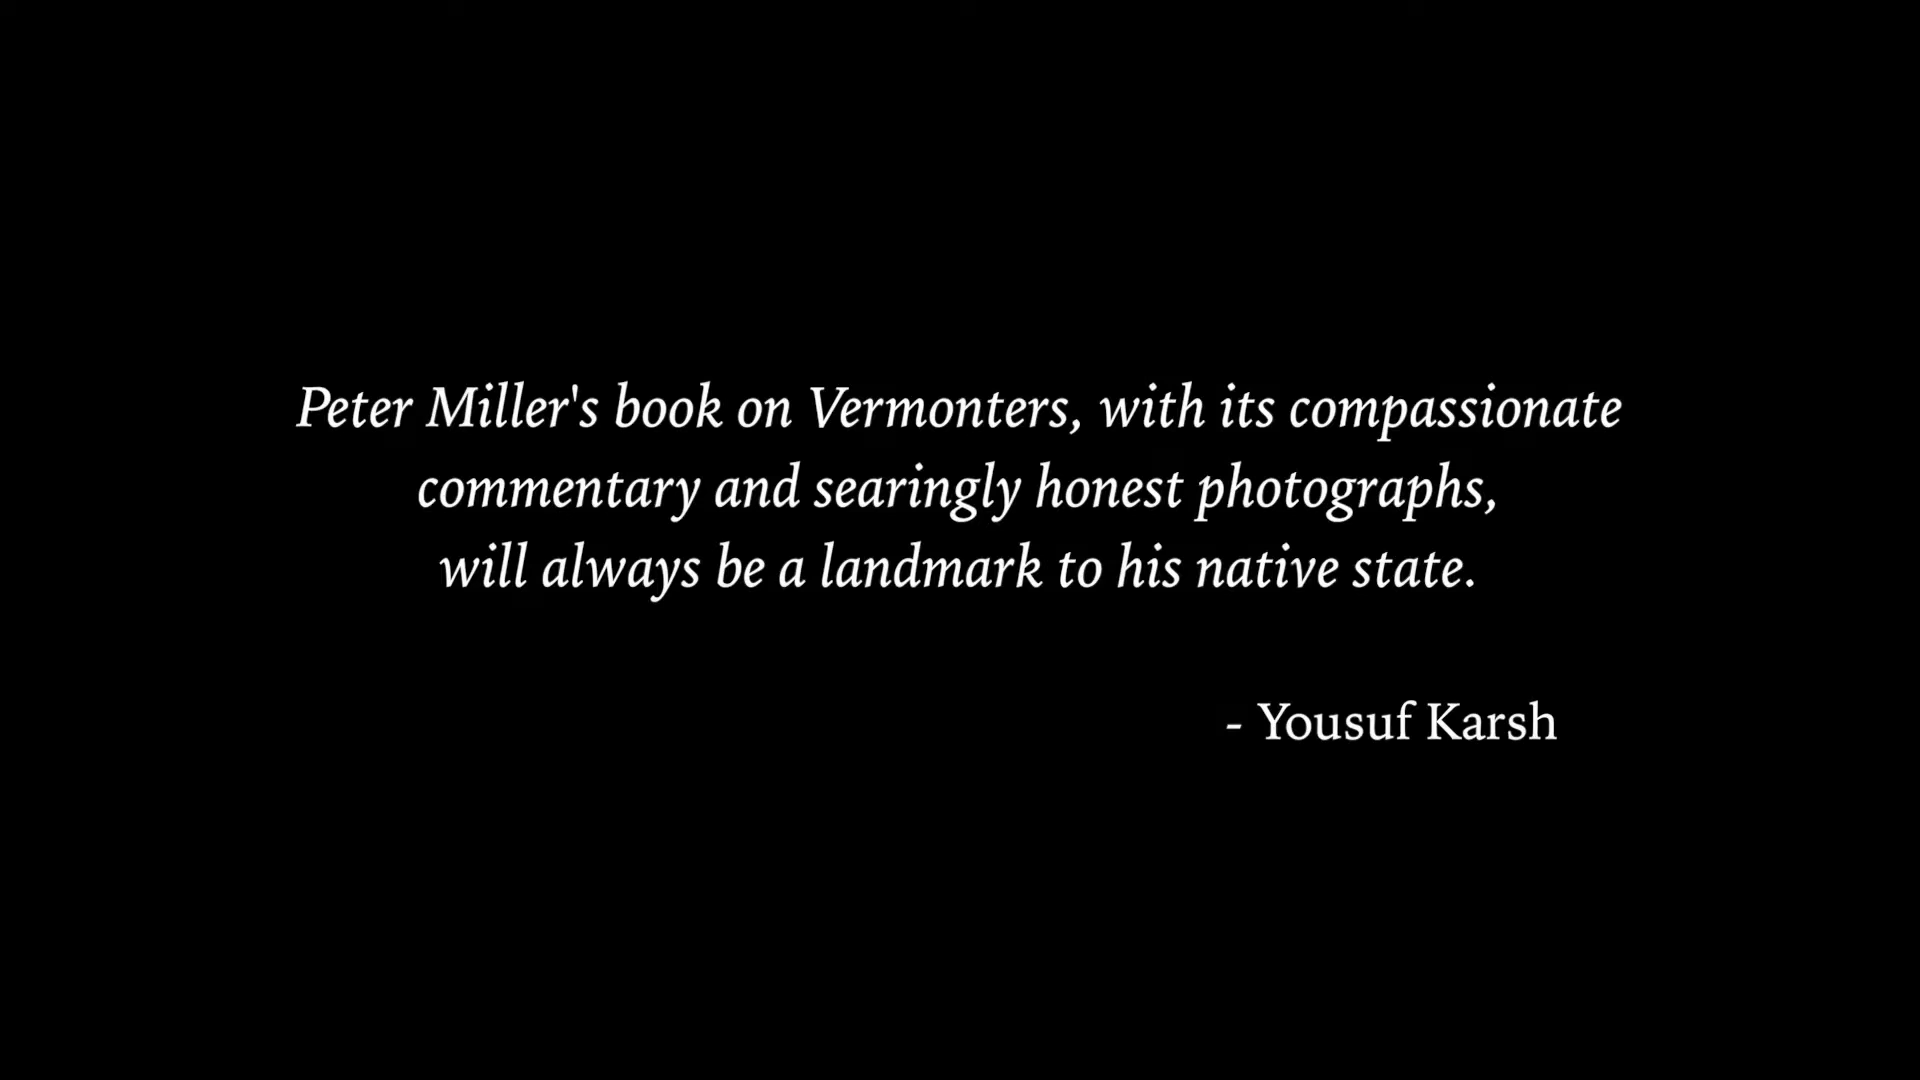 Peter Miller's book on Vermonters, with its compassionate
commentary and searingly honest photographs,
will always be a landmark to his native state.
- Yousuf Karsh